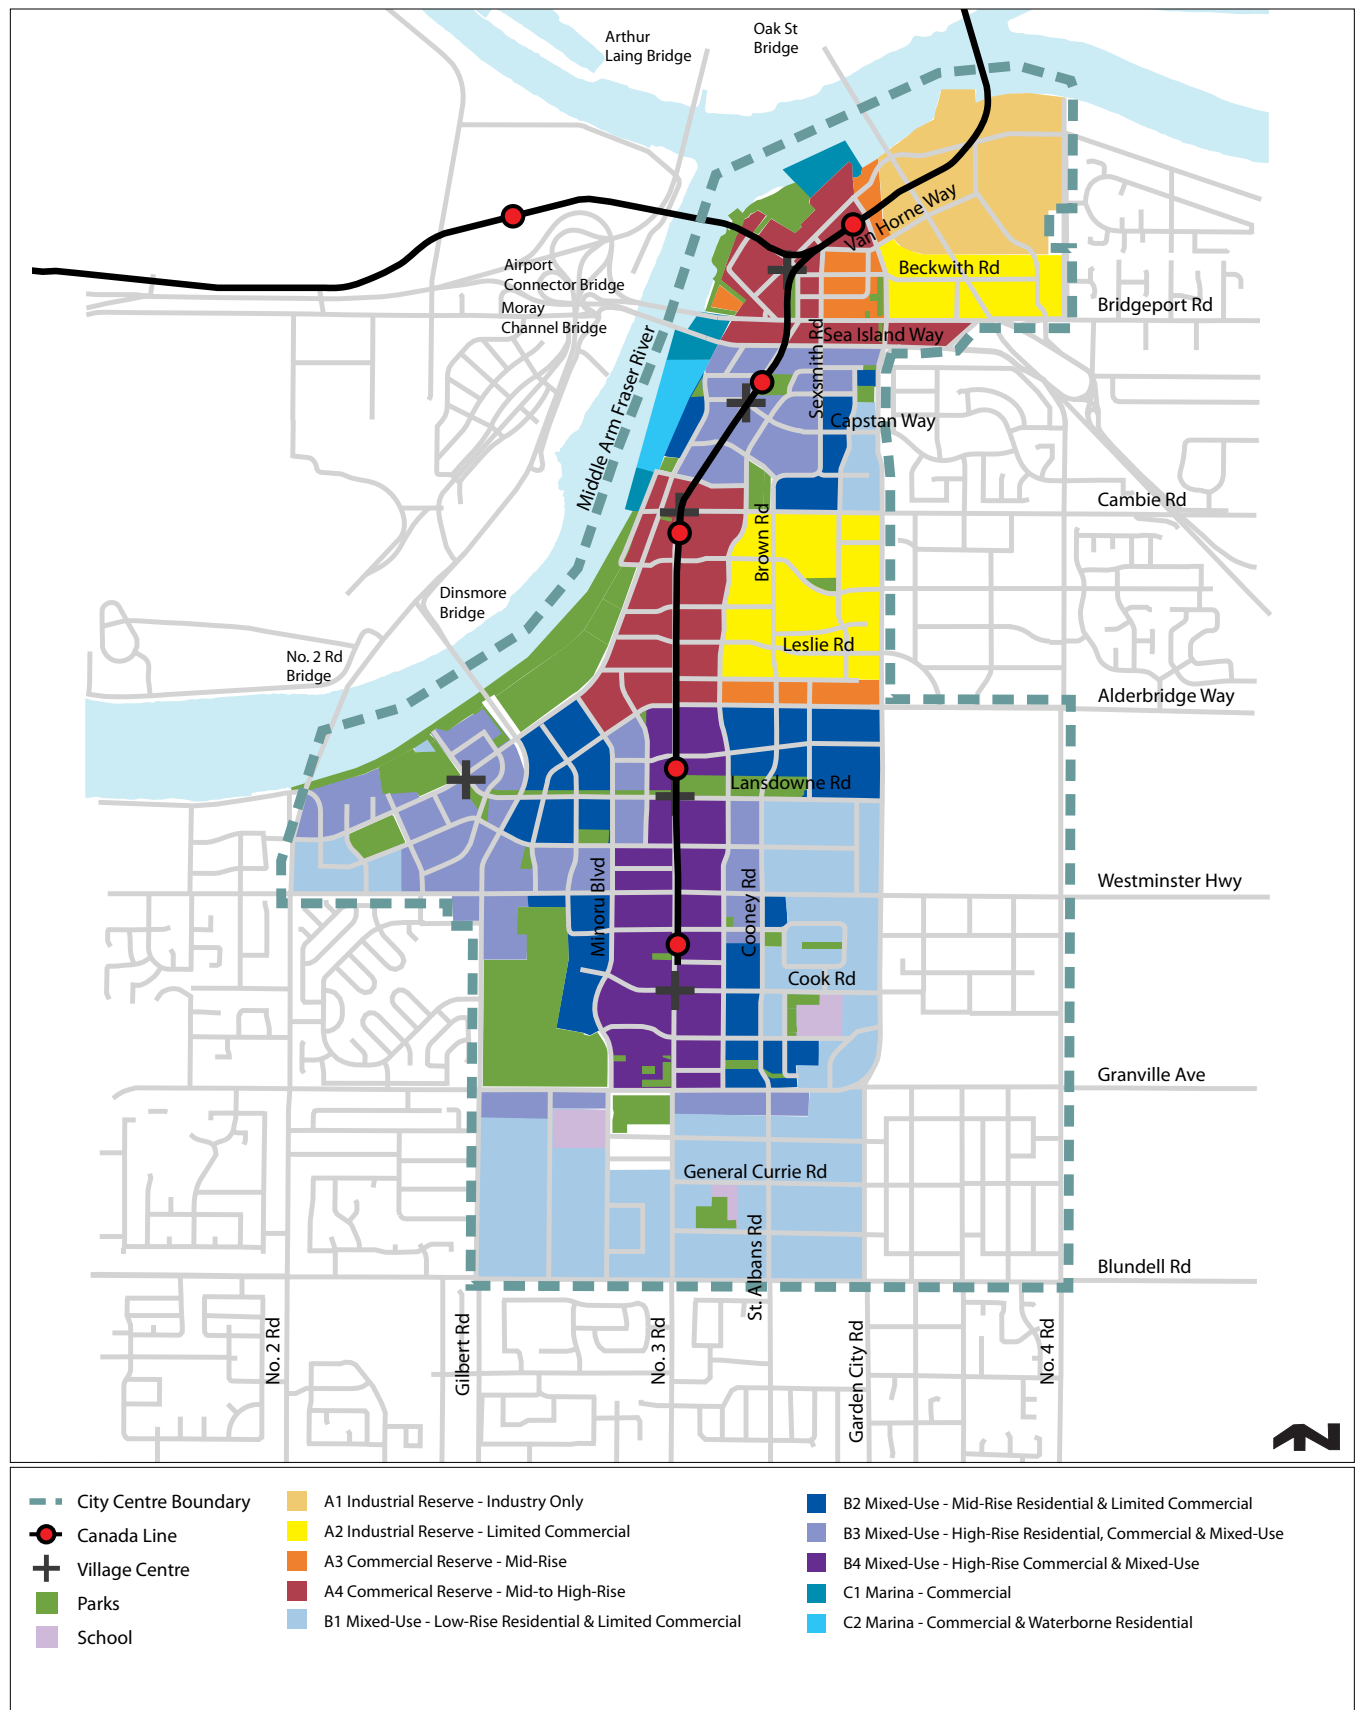 Arthur
Laing Bridge
Oak St
Bridge
Van Horne Way
Airport
Connector Bridge
Beckwith Rd
Moray
Channel Bridge
Bridgeport Rd
Sea Island Way
Sexsmith Rd
Middle Arm Fraser River
Capstan Way
Cambie Rd
Brown Rd
Dinsmore
Bridge
Leslie Rd
No. 2 Rd
Bridge
Alderbridge Way
Lansdowne Rd
Minoru Blvd
Cooney Rd
Westminster Hwy
Cook Rd
Granville Ave
General Currie Rd
St. Albans Rd
Blundell Rd
No. 2 Rd
Gilbert Rd
No. 3 Rd
Garden City Rd
No. 4 Rd
N
City Centre Boundary
Canada Line
Village Centre
Parks
School
A1 Industrial Reserve - Industry Only
A2 Industrial Reserve - Limited Commercial
A3 Commercial Reserve - Mid-Rise
A4 Commerical Reserve - Mid-to High-Rise
B1 Mixed-Use - Low-Rise Residential & Limited Commercial
B2 Mixed-Use - Mid-Rise Residential & Limited Commercial
B3 Mixed-Use - High-Rise Residential, Commercial & Mixed-Use
B4 Mixed-Use - High-Rise Commercial & Mixed-Use
C1 Marina - Commercial
C2 Marina - Commercial & Waterborne Residential